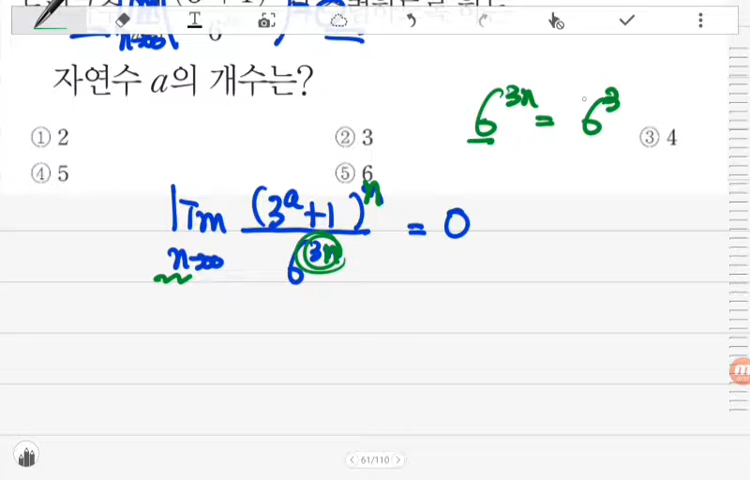 자연수 a의 개수는?
① 2 ② 3 ③ 4
④ 5 ⑤ 6
6^{3n} = 6^3
lim_{n→∞} (3^a+1)^n / 6^{3n} = 0
61/110